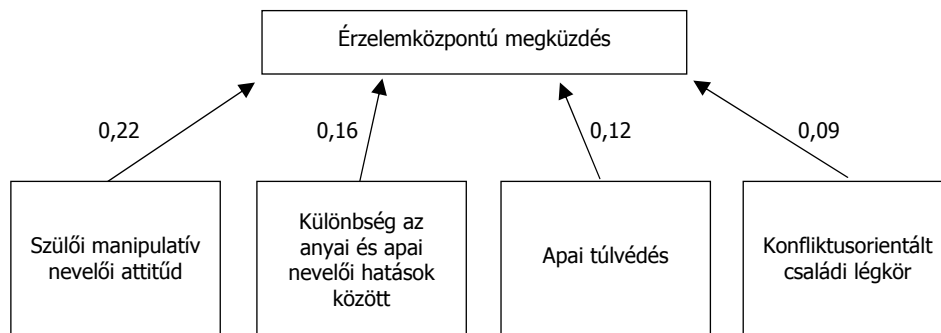 Érzelemközpontú megküzdés
0,22
0,16
0,12
0,09
Szülői manipulatív
nevelői attitűd
Különbség az
anyai és apai
nevelői hatások
között
Apai túlvédés
Konfliktusorientált
családi légkör